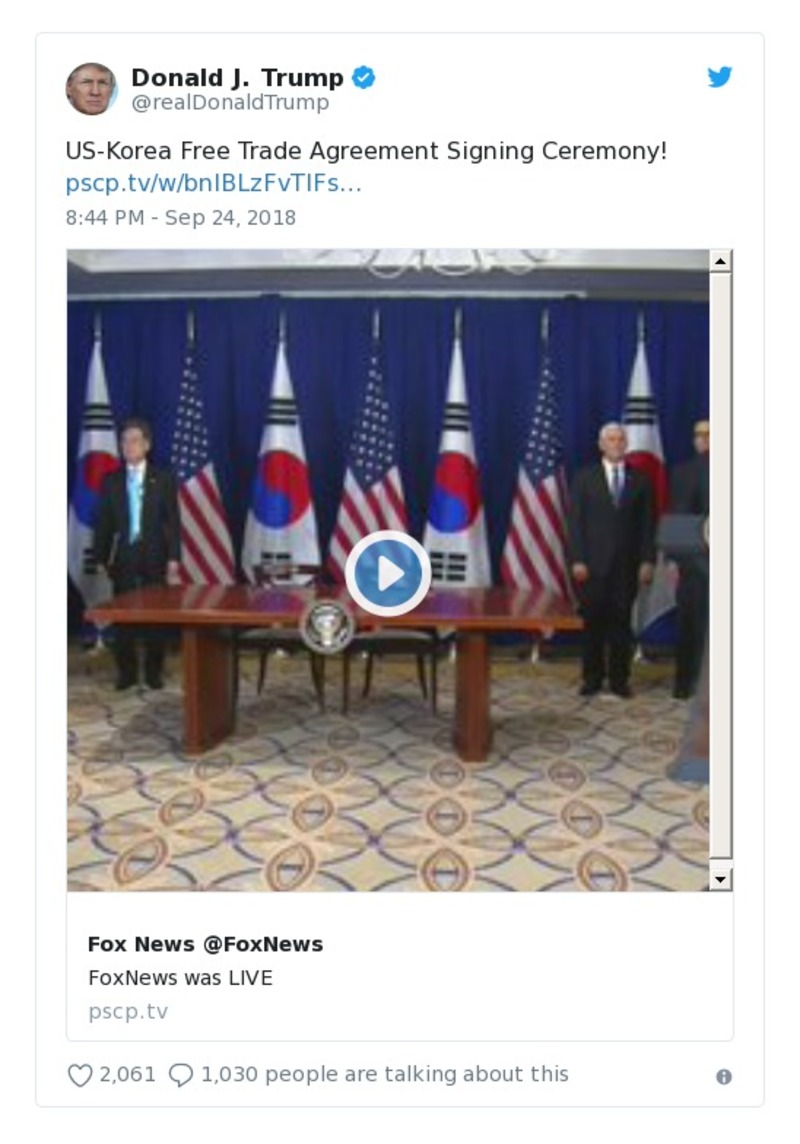 Donald J. Trump
@realDonaldTrump
US-Korea Free Trade Agreement Signing Ceremony!
pscp.tv/w/bnIBLzFvTlFs…
8:44 PM - Sep 24, 2018
Fox News @FoxNews
FoxNews was LIVE
pscp.tv
2,061 1,030 people are talking about this